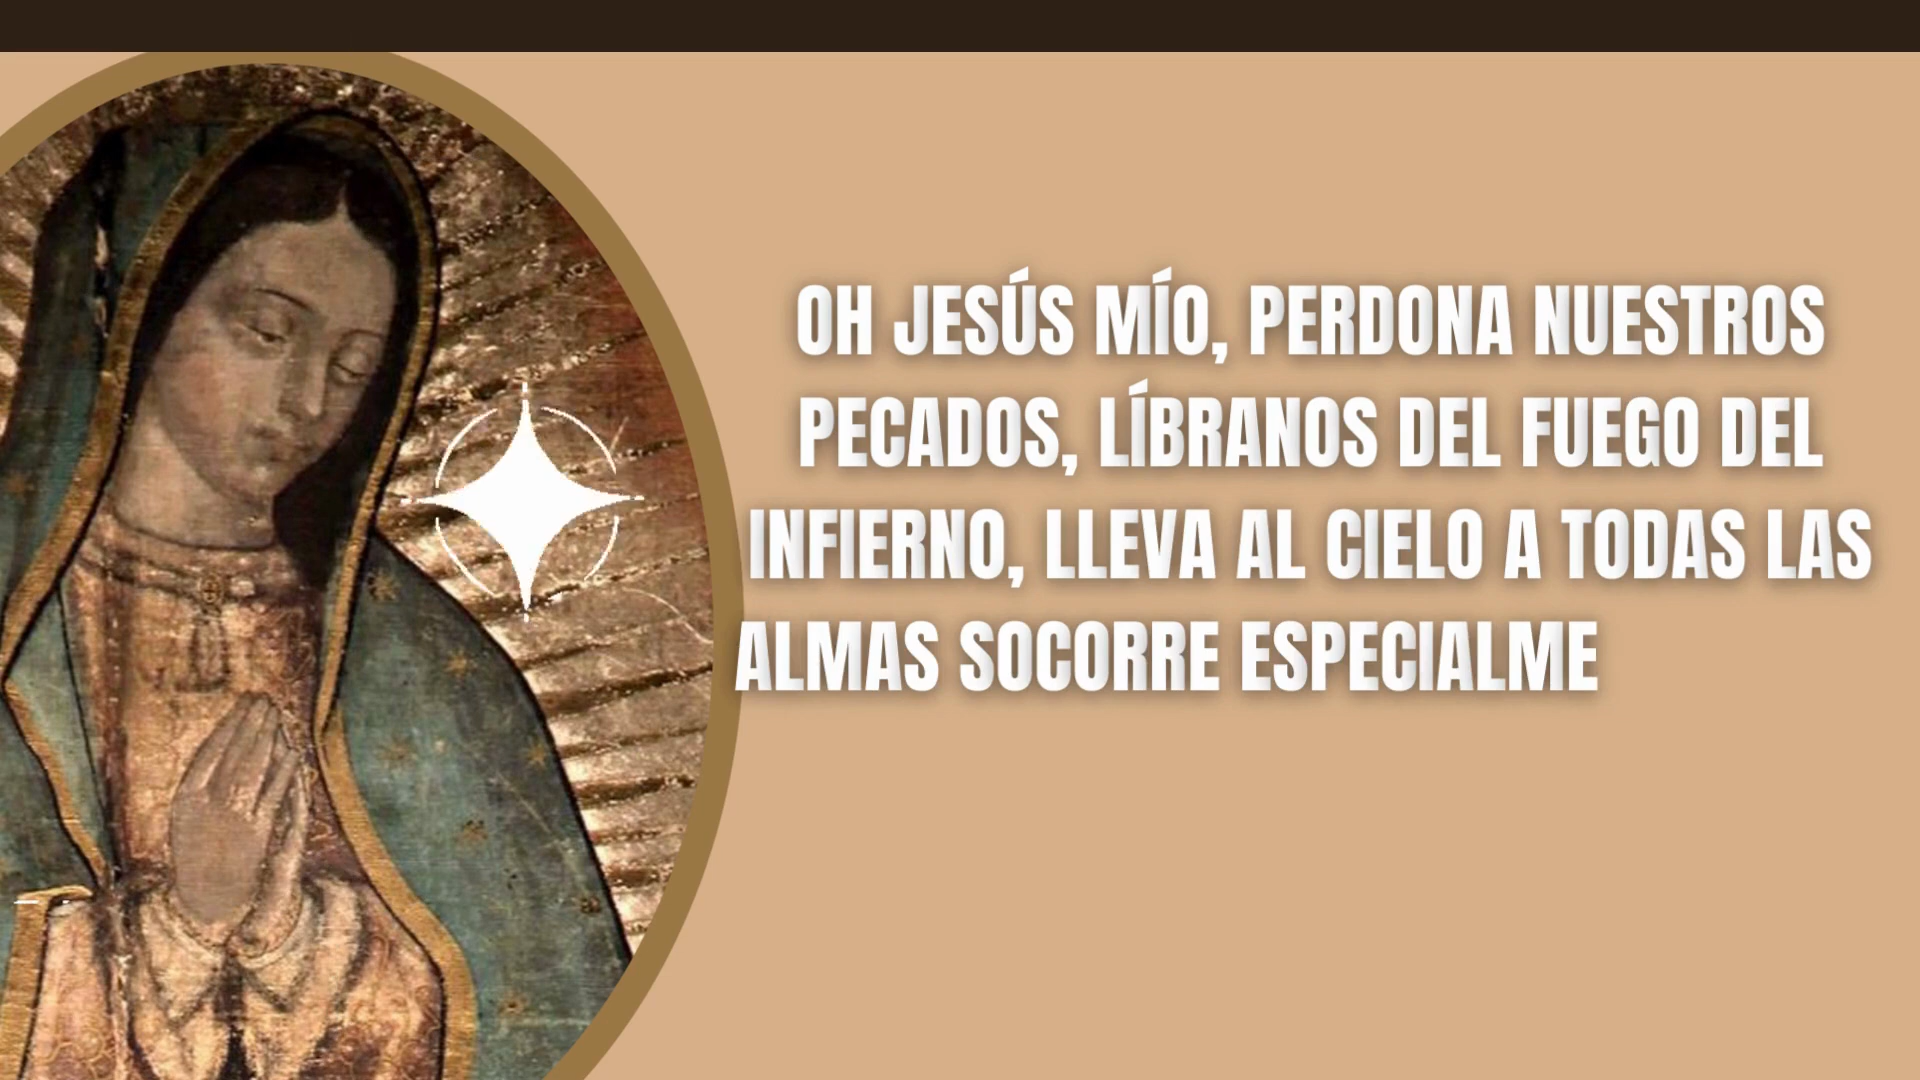 OH JESÚS MÍO, PERDONA NUESTROS
PECADOS, LÍBRANOS DEL FUEGO DEL
INFIERNO, LLEVA AL CIELO A TODAS LAS
ALMAS SOCORRE ESPECIALME